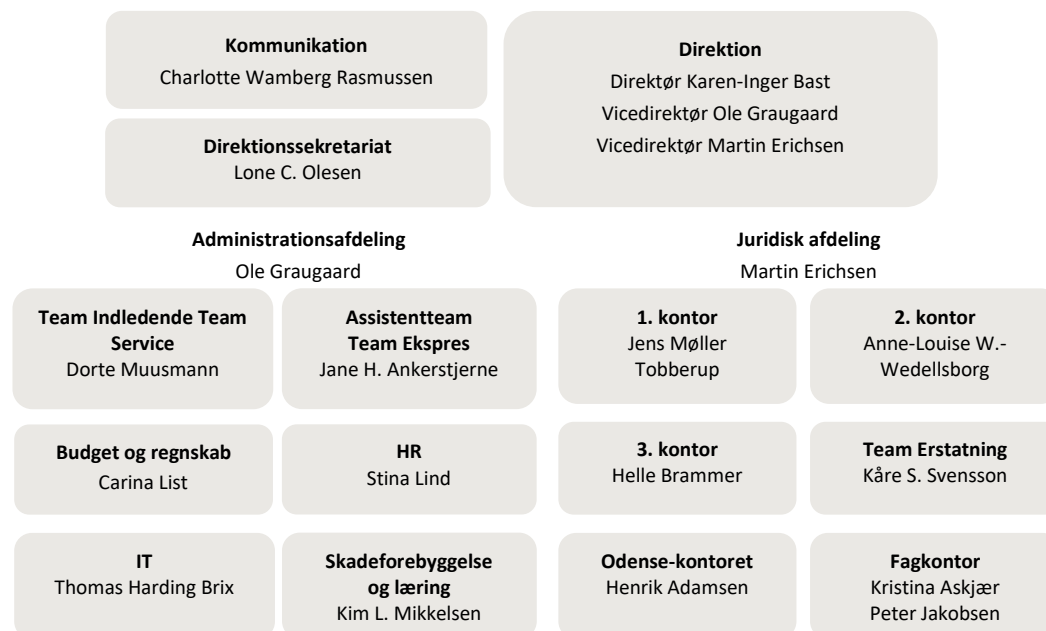 Kommunikation
Charlotte Wamberg Rasmussen
Direktionssekretariat
Lone C. Olesen
Direktion
Direktør Karen-Inger Bast
Vicedirektør Ole Graugaard
Vicedirektør Martin Erichsen
Administrationsafdeling
Ole Graugaard
Team Indledende Team
Service
Dorte Muusmann
Assistentteam
Team Ekspres
Jane H. Ankerstjerne
Budget og regnskab
Carina List
HR
Stina Lind
IT
Thomas Harding Brix
Skadeforebyggelse
og læring
Kim L. Mikkelsen
Juridisk afdeling
Martin Erichsen
1. kontor
Jens Møller
Tobberup
2. kontor
Anne-Louise W.-
Wedellsborg
3. kontor
Helle Brammer
Team Erstatning
Kåre S. Svensson
Odense-kontoret
Henrik Adamsen
Fagkontor
Kristina Askjær
Peter Jakobsen